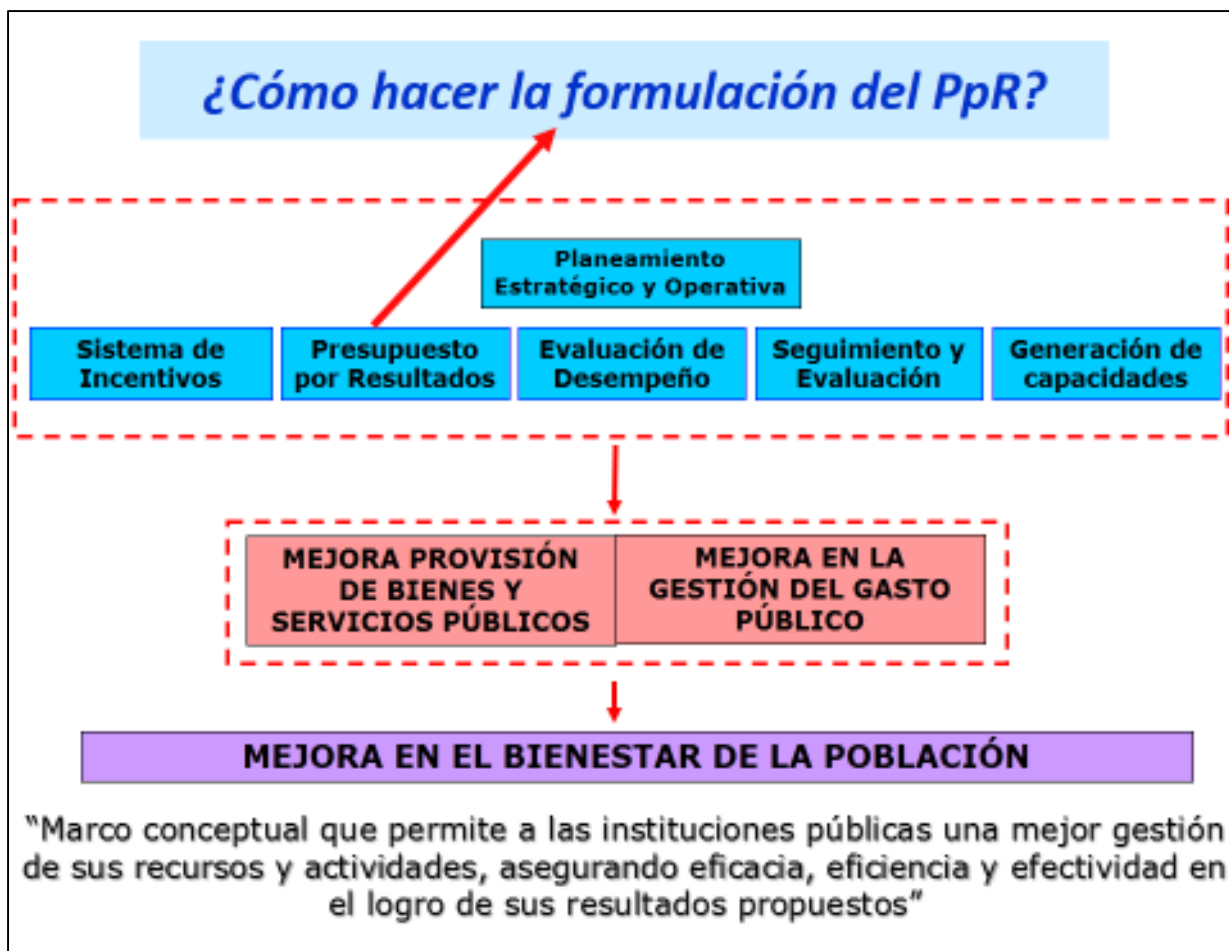 ¿Cómo hacer la formulación del PpR?
Planeamiento
Estratégico y Operativa
Sistema de
Incentivos
Presupuesto
por Resultados
Evaluación de
Desempeño
Seguimiento y
Evaluación
Generación de
capacidades
MEJORA PROVISIÓN
DE BIENES Y
SERVICIOS PÚBLICOS
MEJORA EN LA
GESTIÓN DEL GASTO
PÚBLICO
MEJORA EN EL BIENESTAR DE LA POBLACIÓN
“Marco conceptual que permite a las instituciones públicas una mejor gestión
de sus recursos y actividades, asegurando eficacia, eficiencia y efectividad en
el logro de sus resultados propuestos”